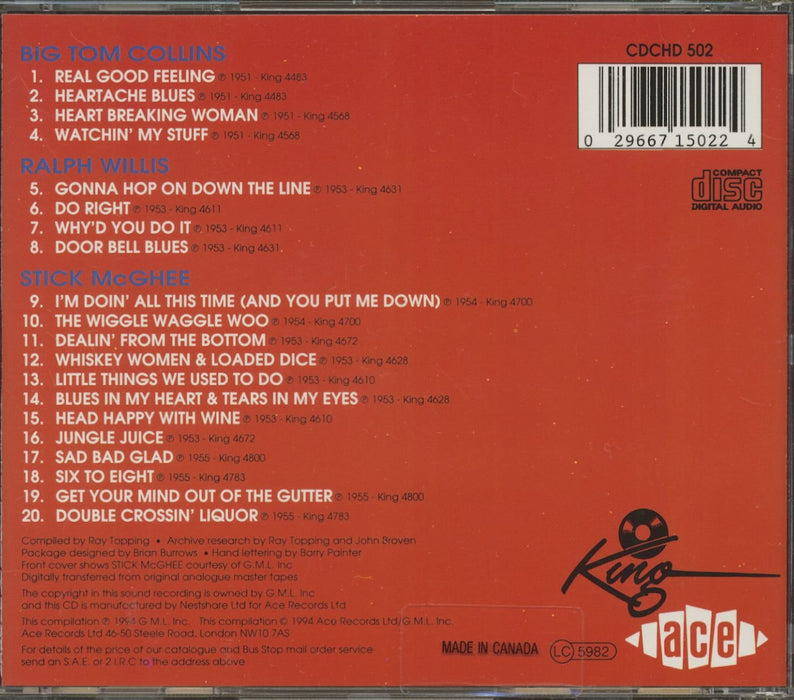 BIG TOM COLLINS
1. REAL GOOD FEELING ℗ 1951 - King 4483
2. HEARTACHE BLUES ℗ 1951 - King 4483
3. HEART BREAKING WOMAN ℗ 1951 - King 4568
4. WATCHIN' MY STUFF ℗ 1951 - King 4568
RALPH WILLIS
5. GONNA HOP ON DOWN THE LINE ℗ 1953 - King 4631
6. DO RIGHT ℗ 1953 - King 4611
7. WHY'D YOU DO IT ℗ 1953 - King 4611
8. DOOR BELL BLUES ℗ 1953 - King 4631
STICK McGHEE
9. I'M DOIN' ALL THIS TIME (AND YOU PUT ME DOWN) ℗ 1954 - King 4700
10. THE WIGGLE WAGGLE WOO ℗ 1954 - King 4700
11. DEALIN' FROM THE BOTTOM ℗ 1953 - King 4672
12. WHISKEY WOMEN & LOADED DICE ℗ 1953 - King 4628
13. LITTLE THINGS WE USED TO DO ℗ 1953 - King 4610
14. BLUES IN MY HEART & TEARS IN MY EYES ℗ 1953 - King 4628
15. HEAD HAPPY WITH WINE ℗ 1953 - King 4610
16. JUNGLE JUICE ℗ 1953 - King 4672
17. SAD BAD GLAD ℗ 1955 - King 4800
18. SIX TO EIGHT ℗ 1955 - King 4783
19. GET YOUR MIND OUT OF THE GUTTER ℗ 1955 - King 4800
20. DOUBLE CROSSIN' LIQUOR ℗ 1955 - King 4783
Compiled by Ray Topping • Archive research by Ray Topping and John Broven
Package designed by Brian Burrows • Hand lettering by Barry Painter
Front cover shows STICK McGHEE courtesy of G.M.L. Inc
Digitally transferred from original analogue master tapes
The copyright in this sound recording is owned by G.M.L. Inc
and this CD is manufactured by Nestshare Ltd for Ace Records Ltd
This compilation ℗ 1994 G.M.L. Inc. This compilation © 1994 Ace Records Ltd/G.M.L. Inc.
Ace Records Ltd 46-50 Steele Road, London NW10 7AS
For details of the price of our catalogue and Bus Stop mail order service
send an S.A.E. or 2 I.R.C to the address above
CDCHD 502
0 29667 15022 4
COMPACT
disc
DIGITAL AUDIO
King
ace
MADE IN CANADA
LC 5982